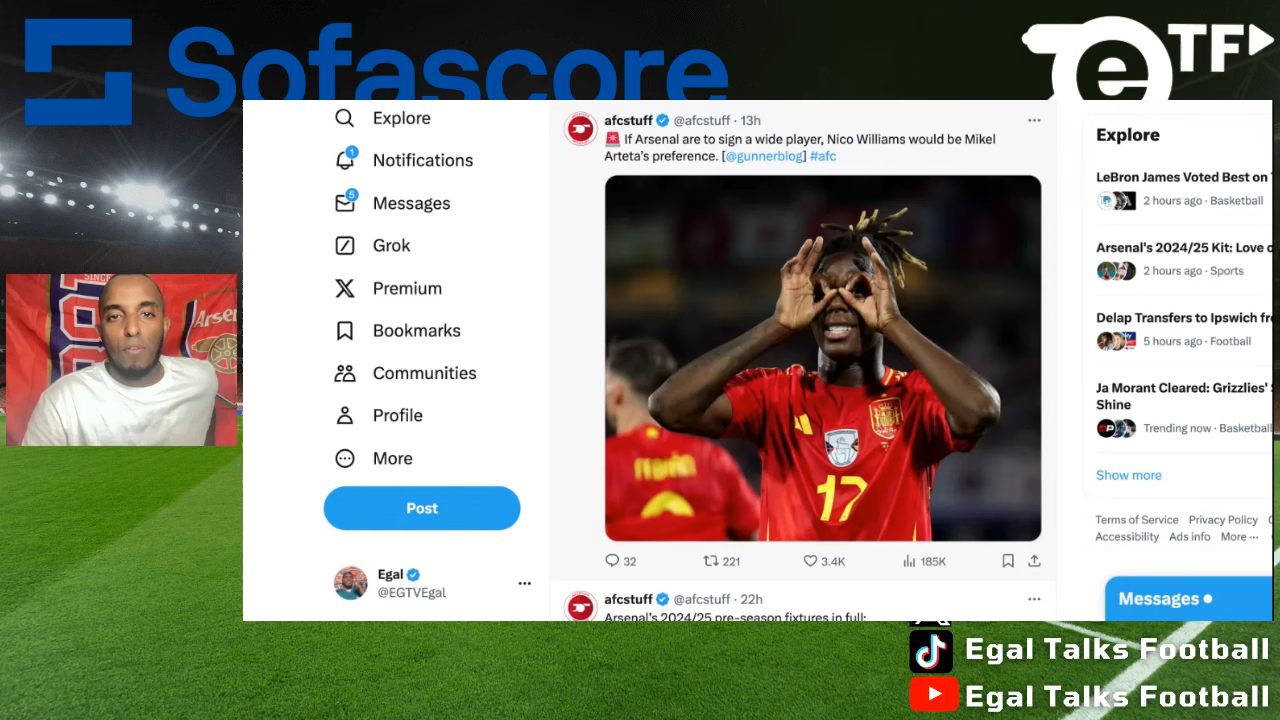 Sofascore
e TF
Explore
Notifications
1
Messages
5
Grok
Premium
Bookmarks
Communities
Profile
More
Post
Egal
@EGTVEgal
afcstuff @afcstuff · 13h
🚨 If Arsenal are to sign a wide player, Nico Williams would be Mikel
Arteta's preference. [@gunnerblog] #afc
17
32 221 3.4K 185K
afcstuff @afcstuff · 22h
Arsenal's 2024/25 pre-season fixtures in full:
Explore
LeBron James Voted Best on
2 hours ago · Basketball
Arsenal's 2024/25 Kit: Love
2 hours ago · Sports
Delap Transfers to Ipswich
5 hours ago · Football
Ja Morant Cleared: Grizzlies'
Shine
Trending now · Basketball
Show more
Terms of Service Privacy Policy
Accessibility Ads info More ···
Messages
SINCE
Arsen
Egal Talks Football
Egal Talks Football